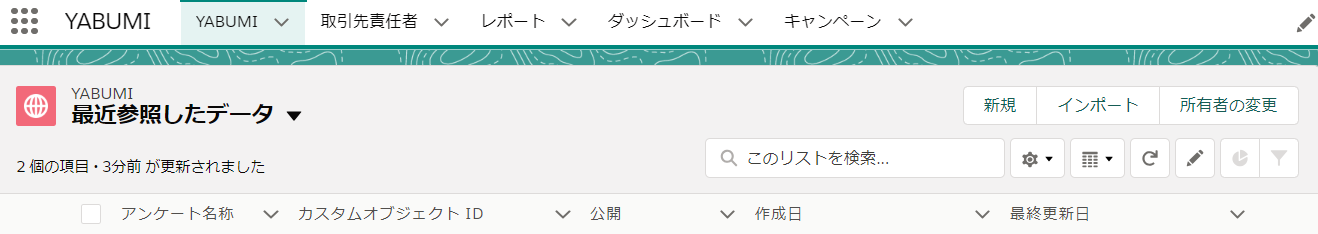 YABUMI YABUMI 取引先責任者 レポート ダッシュボード キャンペーン
YABUMI
最近参照したデータ
新規 インポート 所有者の変更
2 個の項目・3分前 が更新されました
このリストを検索...
アンケート名称 カスタムオブジェクト ID 公開 作成日 最終更新日